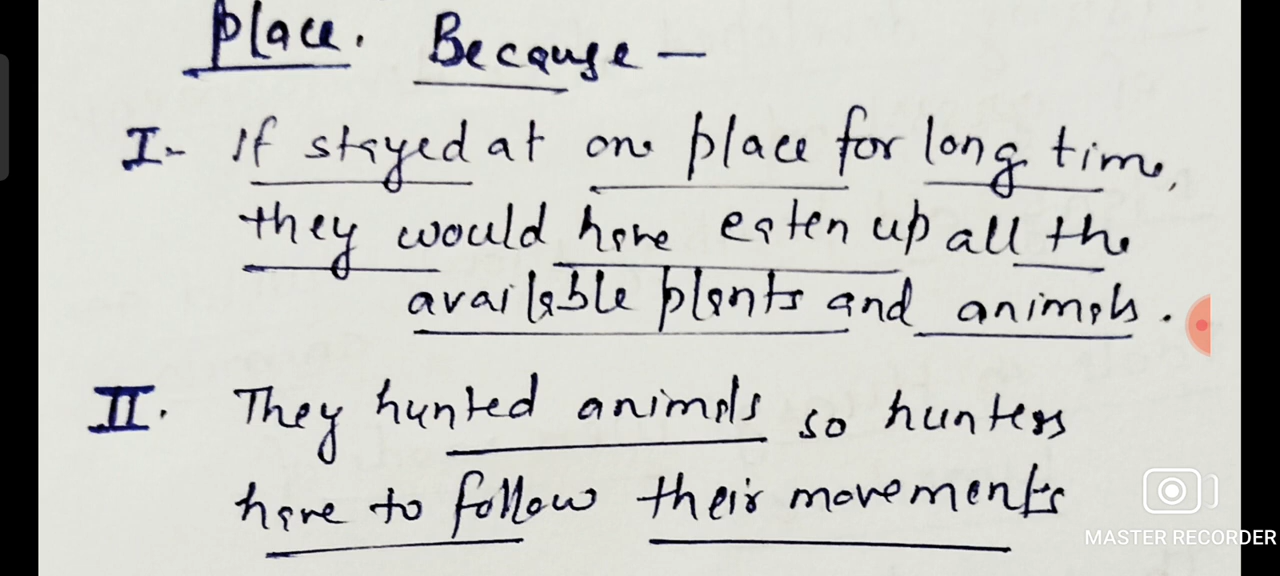 place. Because —
I- If stayed at one place for long time,
they would have eaten up all the
available plants and animals.
II. They hunted animals so hunters
have to follow their movements
MASTER RECORDER